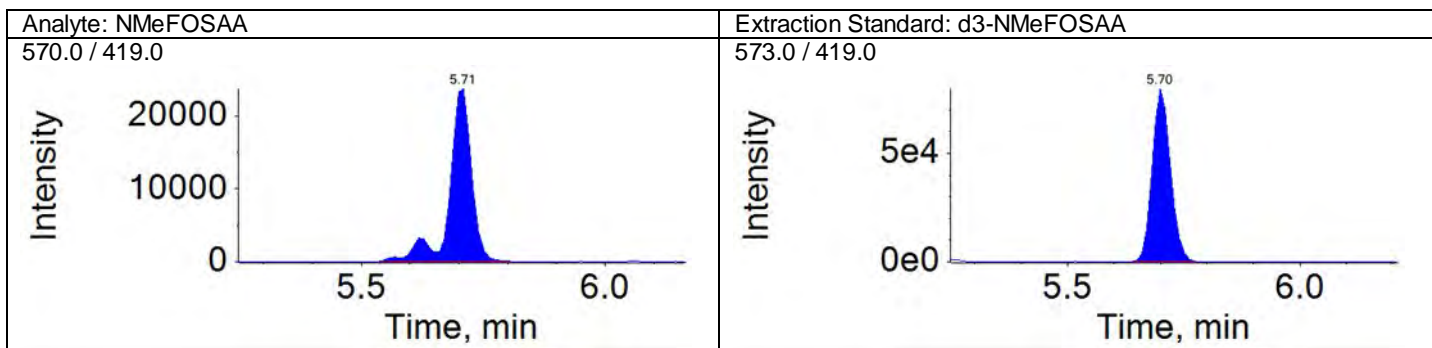 Analyte: NMeFOSAA
Extraction Standard: d3-NMeFOSAA
570.0 / 419.0
573.0 / 419.0
5.71
20000
10000
0
Intensity
5.5
6.0
Time, min
5.70
5e4
0e0
Intensity
5.5
6.0
Time, min